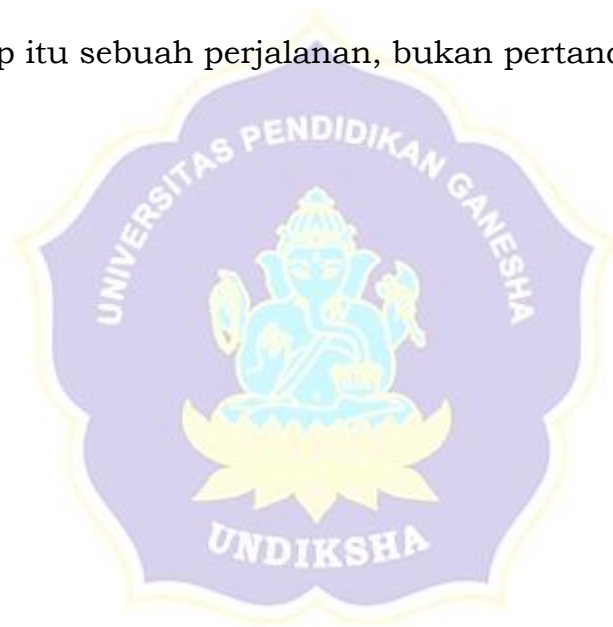 p itu sebuah perjalanan, bukan pertand
UNIVERSITAS PENDIDIKAN GANESHA
UNDIKSHA